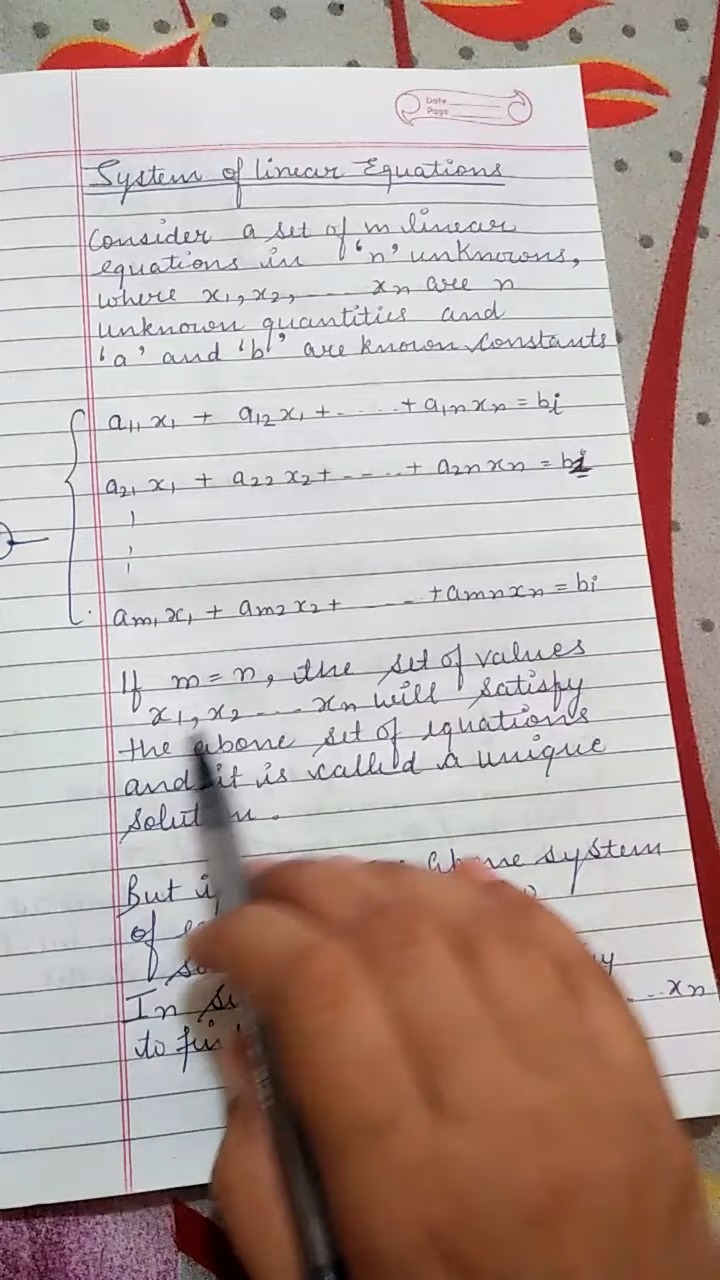 Date
Page
System of linear Equations
Consider a set of m linear
equations in 'n' unknowns,
where x₁, x₂, ...... xn are n
unknown quantities and
'a' and 'b' are known constants
a₁₁ x₁ + a₁₂ x₁ + ..... + a₁n xn = bi
a₂₁ x₁ + a₂₂ x₂ + ..... + a₂n xn = b2
am₁ x₁ + am₂ x₂ + ...... + amn xn = bi
If m = n, the set of values
x₁, x₂ .... xn will satisfy
the above set of equations
and it is called a unique
solution.
But above system
of
In xn
to